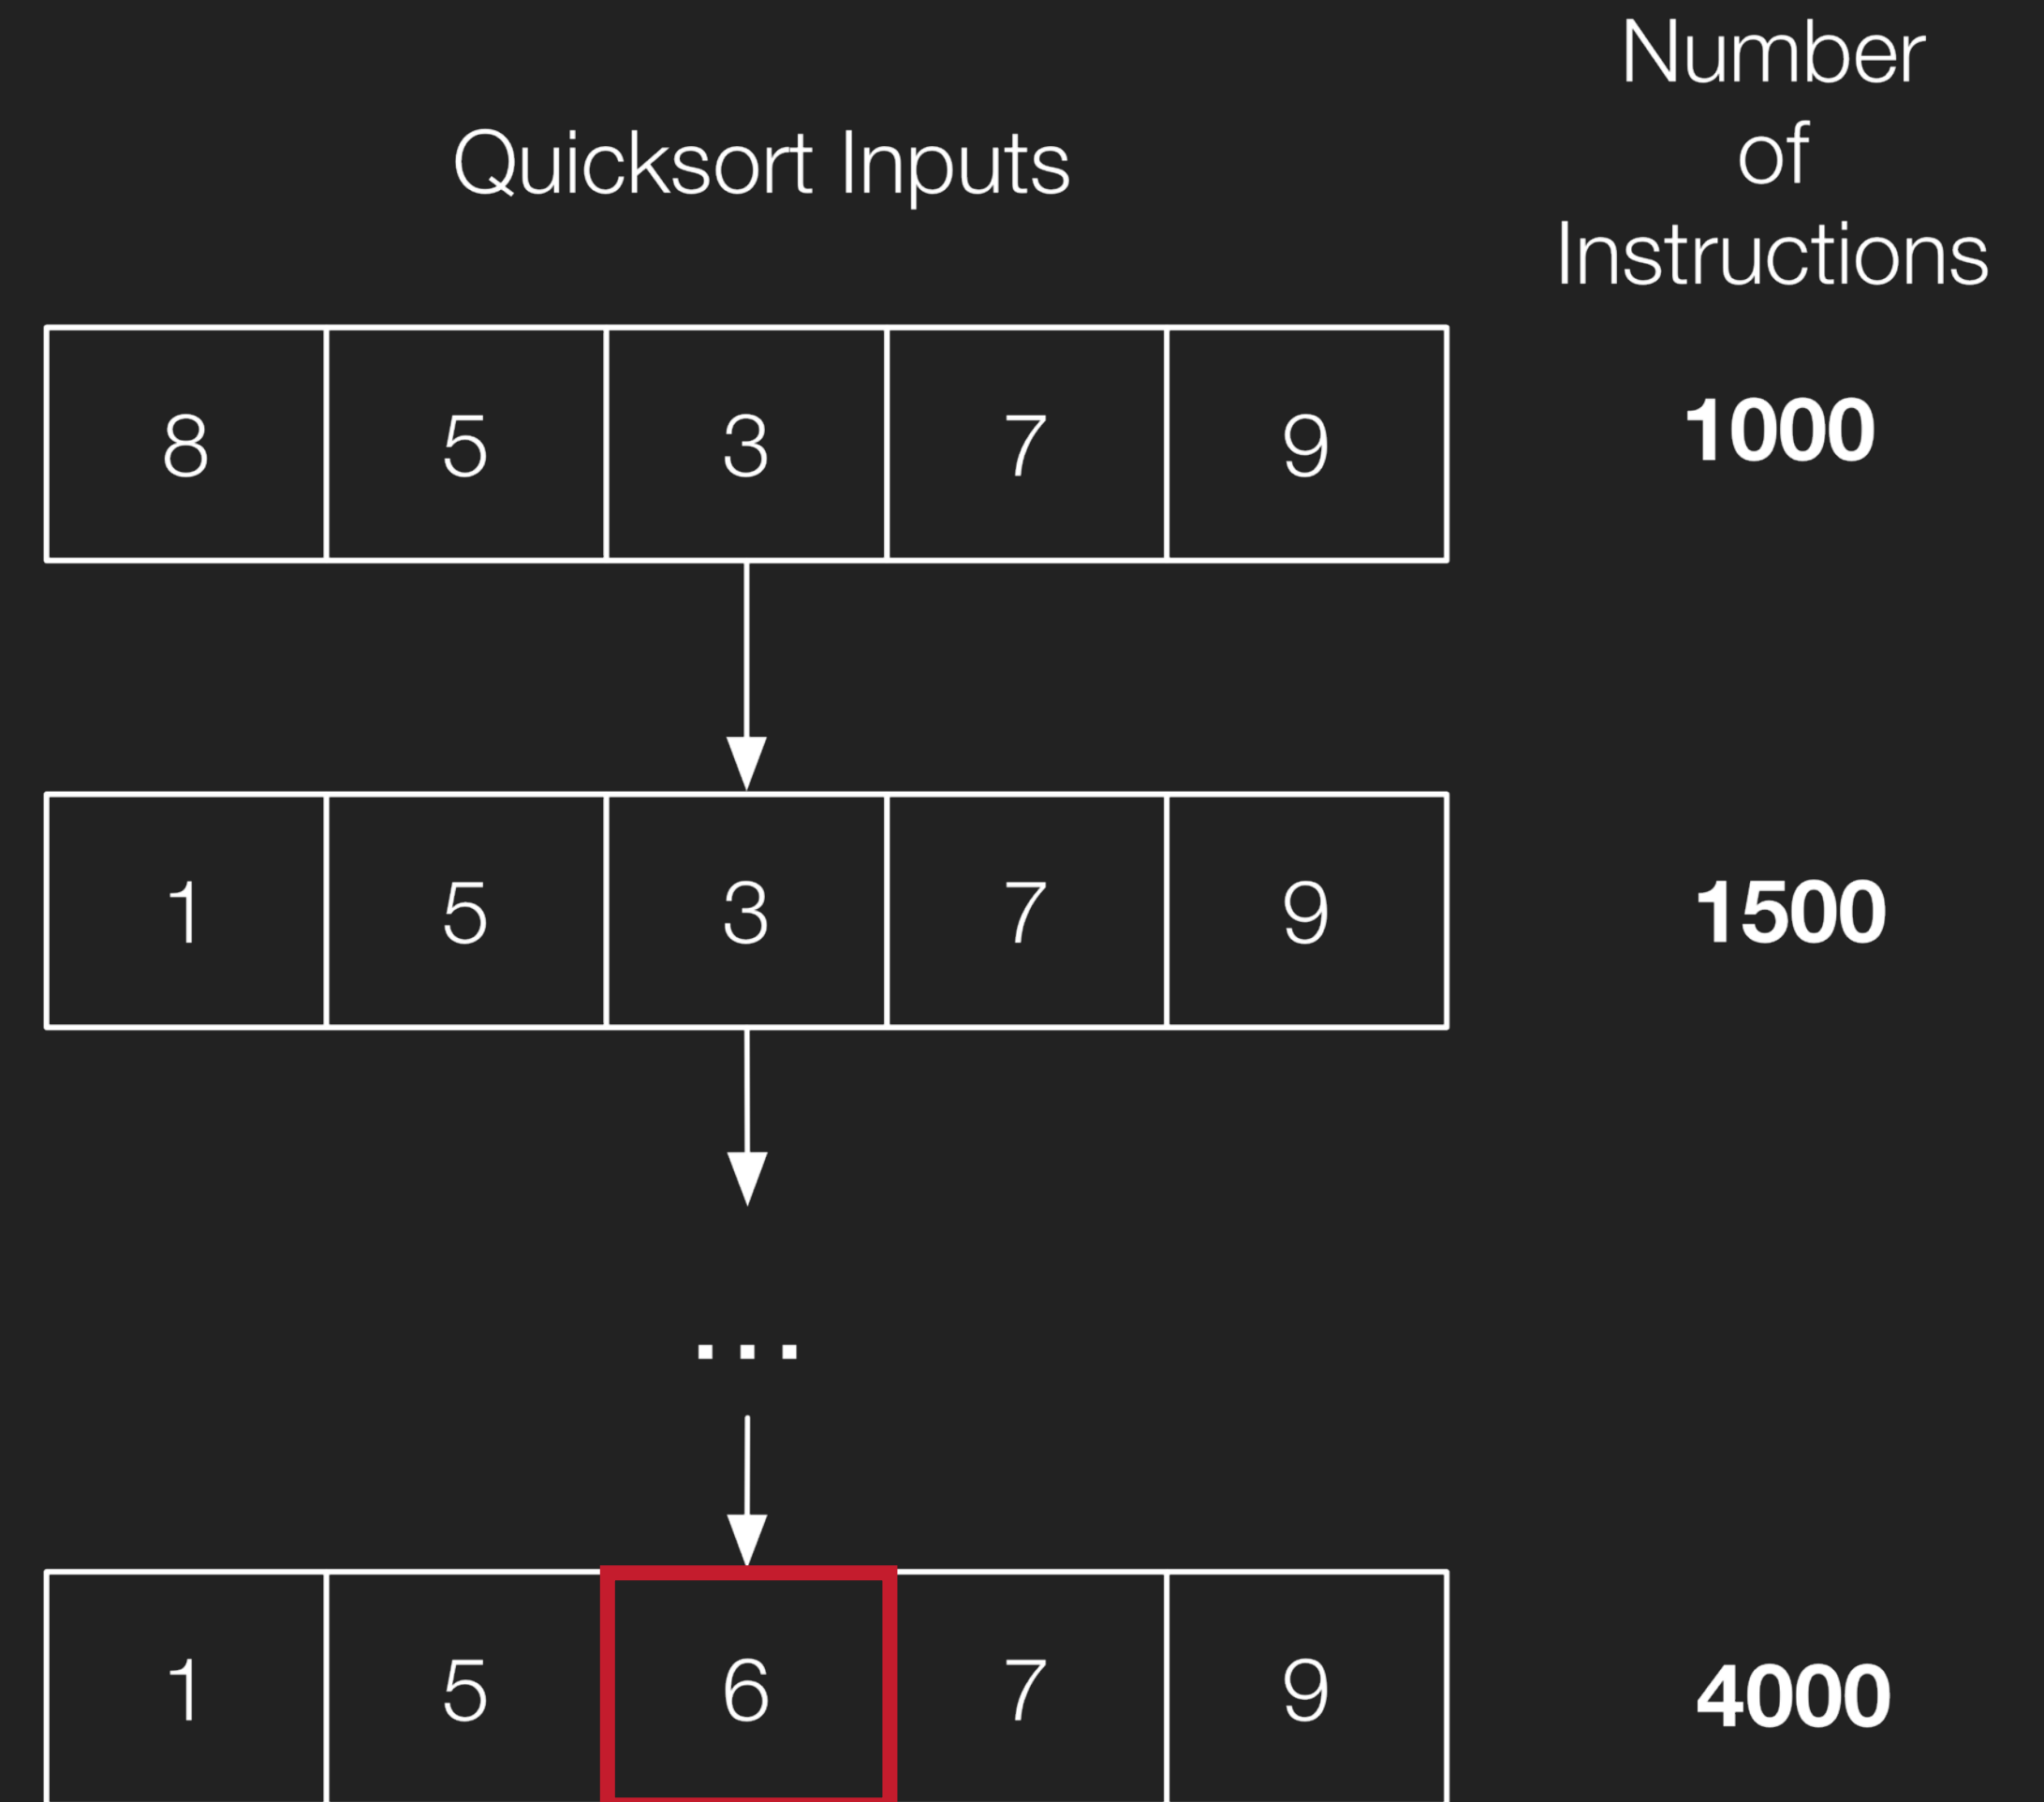 Number
of
Instructions
Quicksort Inputs
8 5 3 7 9 1000
1 5 3 7 9 1500
...
1 5 6 7 9 4000